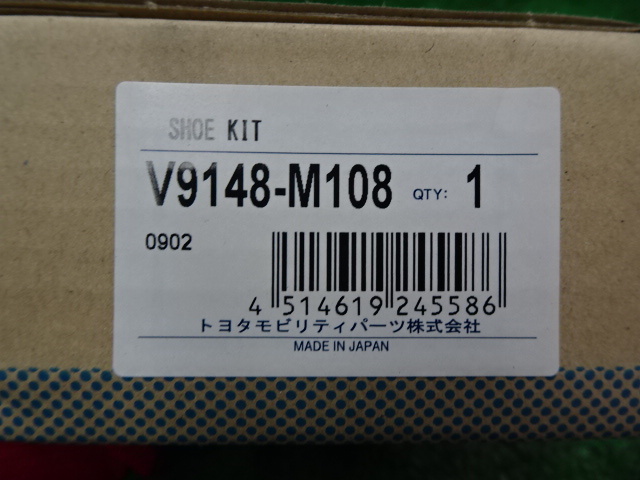 SHOE KIT
V9148-M108 QTY: 1
0902
4 514619 245586
トヨタモビリティパーツ株式会社
MADE IN JAPAN